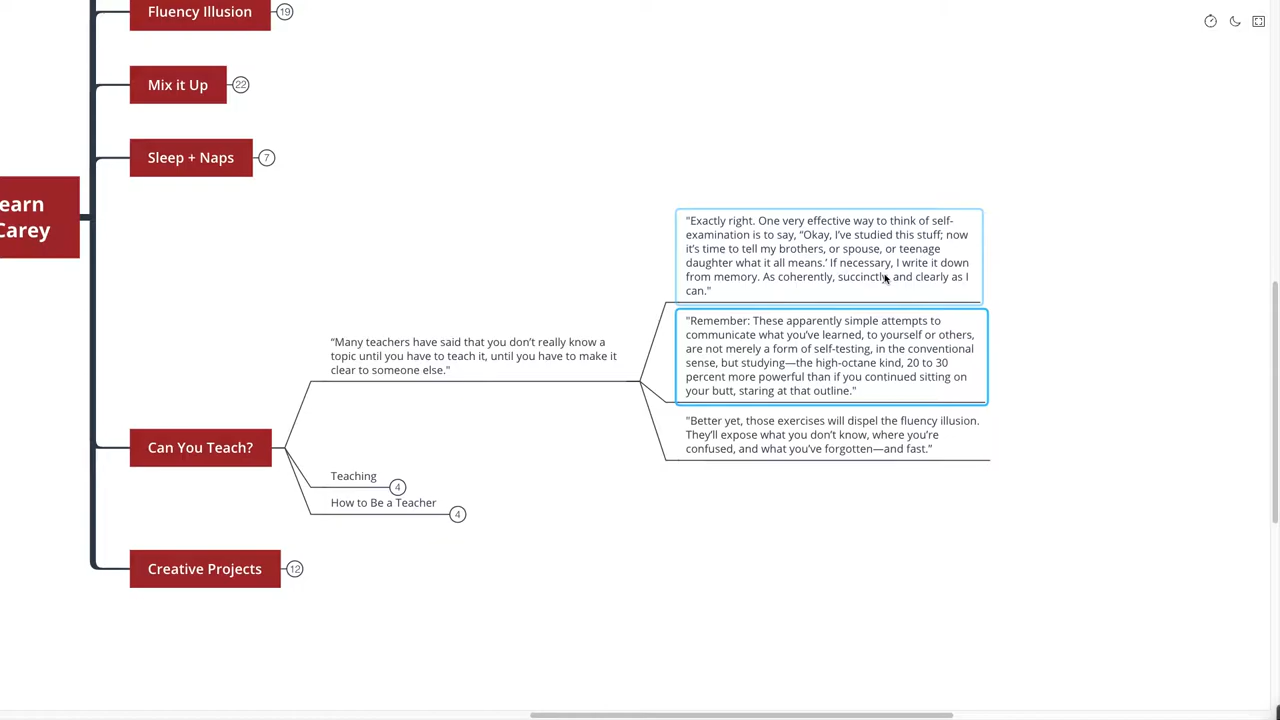 Fluency Illusion
19
Mix it Up
22
Sleep + Naps
7
earn
Carey
"Exactly right. One very effective way to think of self-
examination is to say, “Okay, I’ve studied this stuff; now
it’s time to tell my brothers, or spouse, or teenage
daughter what it all means.’ If necessary, I write it down
from memory. As coherently, succinctly, and clearly as I
can."
"Remember: These apparently simple attempts to
communicate what you’ve learned, to yourself or others,
are not merely a form of self-testing, in the conventional
sense, but studying—the high-octane kind, 20 to 30
percent more powerful than if you continued sitting on
your butt, staring at that outline."
"Better yet, those exercises will dispel the fluency illusion.
They’ll expose what you don’t know, where you’re
confused, and what you’ve forgotten—and fast.”
“Many teachers have said that you don’t really know a
topic until you have to teach it, until you have to make it
clear to someone else."
Can You Teach?
Teaching
4
How to Be a Teacher
4
Creative Projects
12